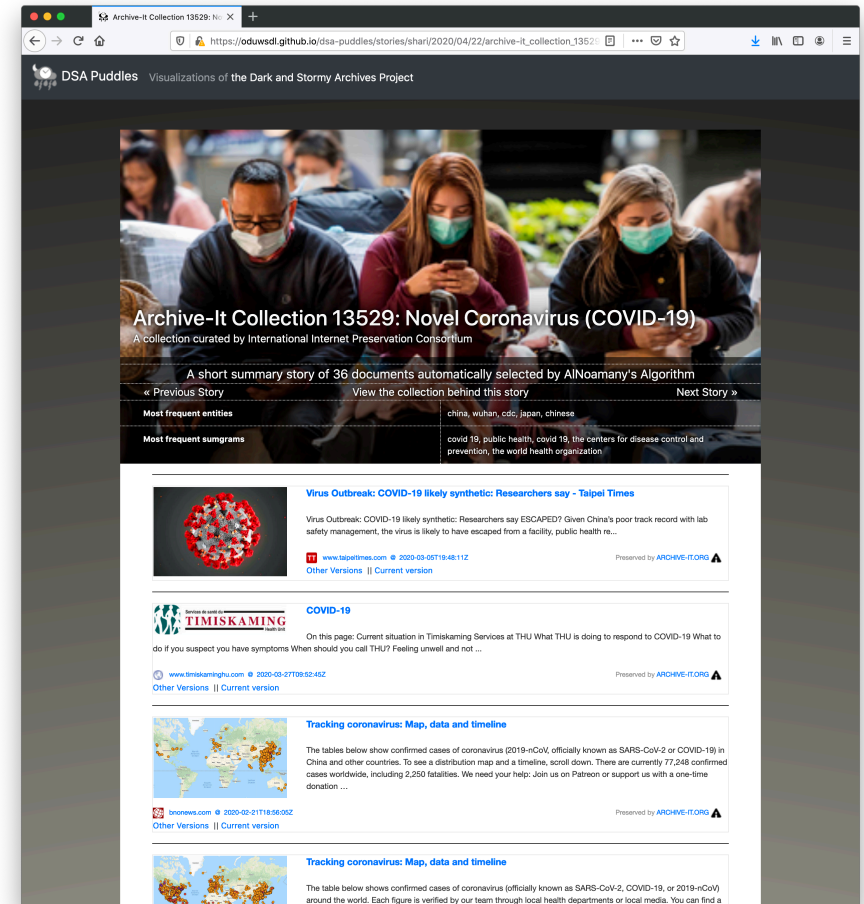 Archive-It Collection 13529: No
https://oduwsdl.github.io/dsa-puddles/stories/shari/2020/04/22/archive-it_collection_13529
DSA Puddles Visualizations of the Dark and Stormy Archives Project
Archive-It Collection 13529: Novel Coronavirus (COVID-19)
A collection curated by International Internet Preservation Consortium
A short summary story of 36 documents automatically selected by AlNoamany's Algorithm
« Previous Story View the collection behind this story Next Story »
Most frequent entities china, wuhan, cdc, japan, chinese
Most frequent sumgrams covid 19, public health, covid 19, the centers for disease control and
prevention, the world health organization
Virus Outbreak: COVID-19 likely synthetic: Researchers say - Taipei Times
Virus Outbreak: COVID-19 likely synthetic: Researchers say ESCAPED? Given China's poor track record with lab
safety management, the virus is likely to have escaped from a facility, public health re...
TT www.taipeitimes.com @ 2020-03-05T19:48:11Z Preserved by ARCHIVE-IT.ORG
Other Versions || Current version
Services de santé du
TIMISKAMING
Health Unit
COVID-19
On this page: Current situation in Timiskaming Services at THU What THU is doing to respond to COVID-19 What to
do if you suspect you have symptoms When should you call THU? Feeling unwell and not ...
www.timiskaminghu.com @ 2020-03-27T09:52:45Z Preserved by ARCHIVE-IT.ORG
Other Versions || Current version
Tracking coronavirus: Map, data and timeline
The tables below show confirmed cases of coronavirus (2019-nCoV, officially known as SARS-CoV-2 or COVID-19) in
China and other countries. To see a distribution map and a timeline, scroll down. There are currently 77,248 confirmed
cases worldwide, including 2,250 fatalities. We need your help: Join us on Patreon or support us with a one-time
donation …
bnonews.com @ 2020-02-21T18:56:05Z Preserved by ARCHIVE-IT.ORG
Other Versions || Current version
Tracking coronavirus: Map, data and timeline
The table below shows confirmed cases of coronavirus (officially known as SARS-CoV-2, COVID-19, or 2019-nCoV)
around the world. Each figure is verified by our team through local health departments or local media. You can find a